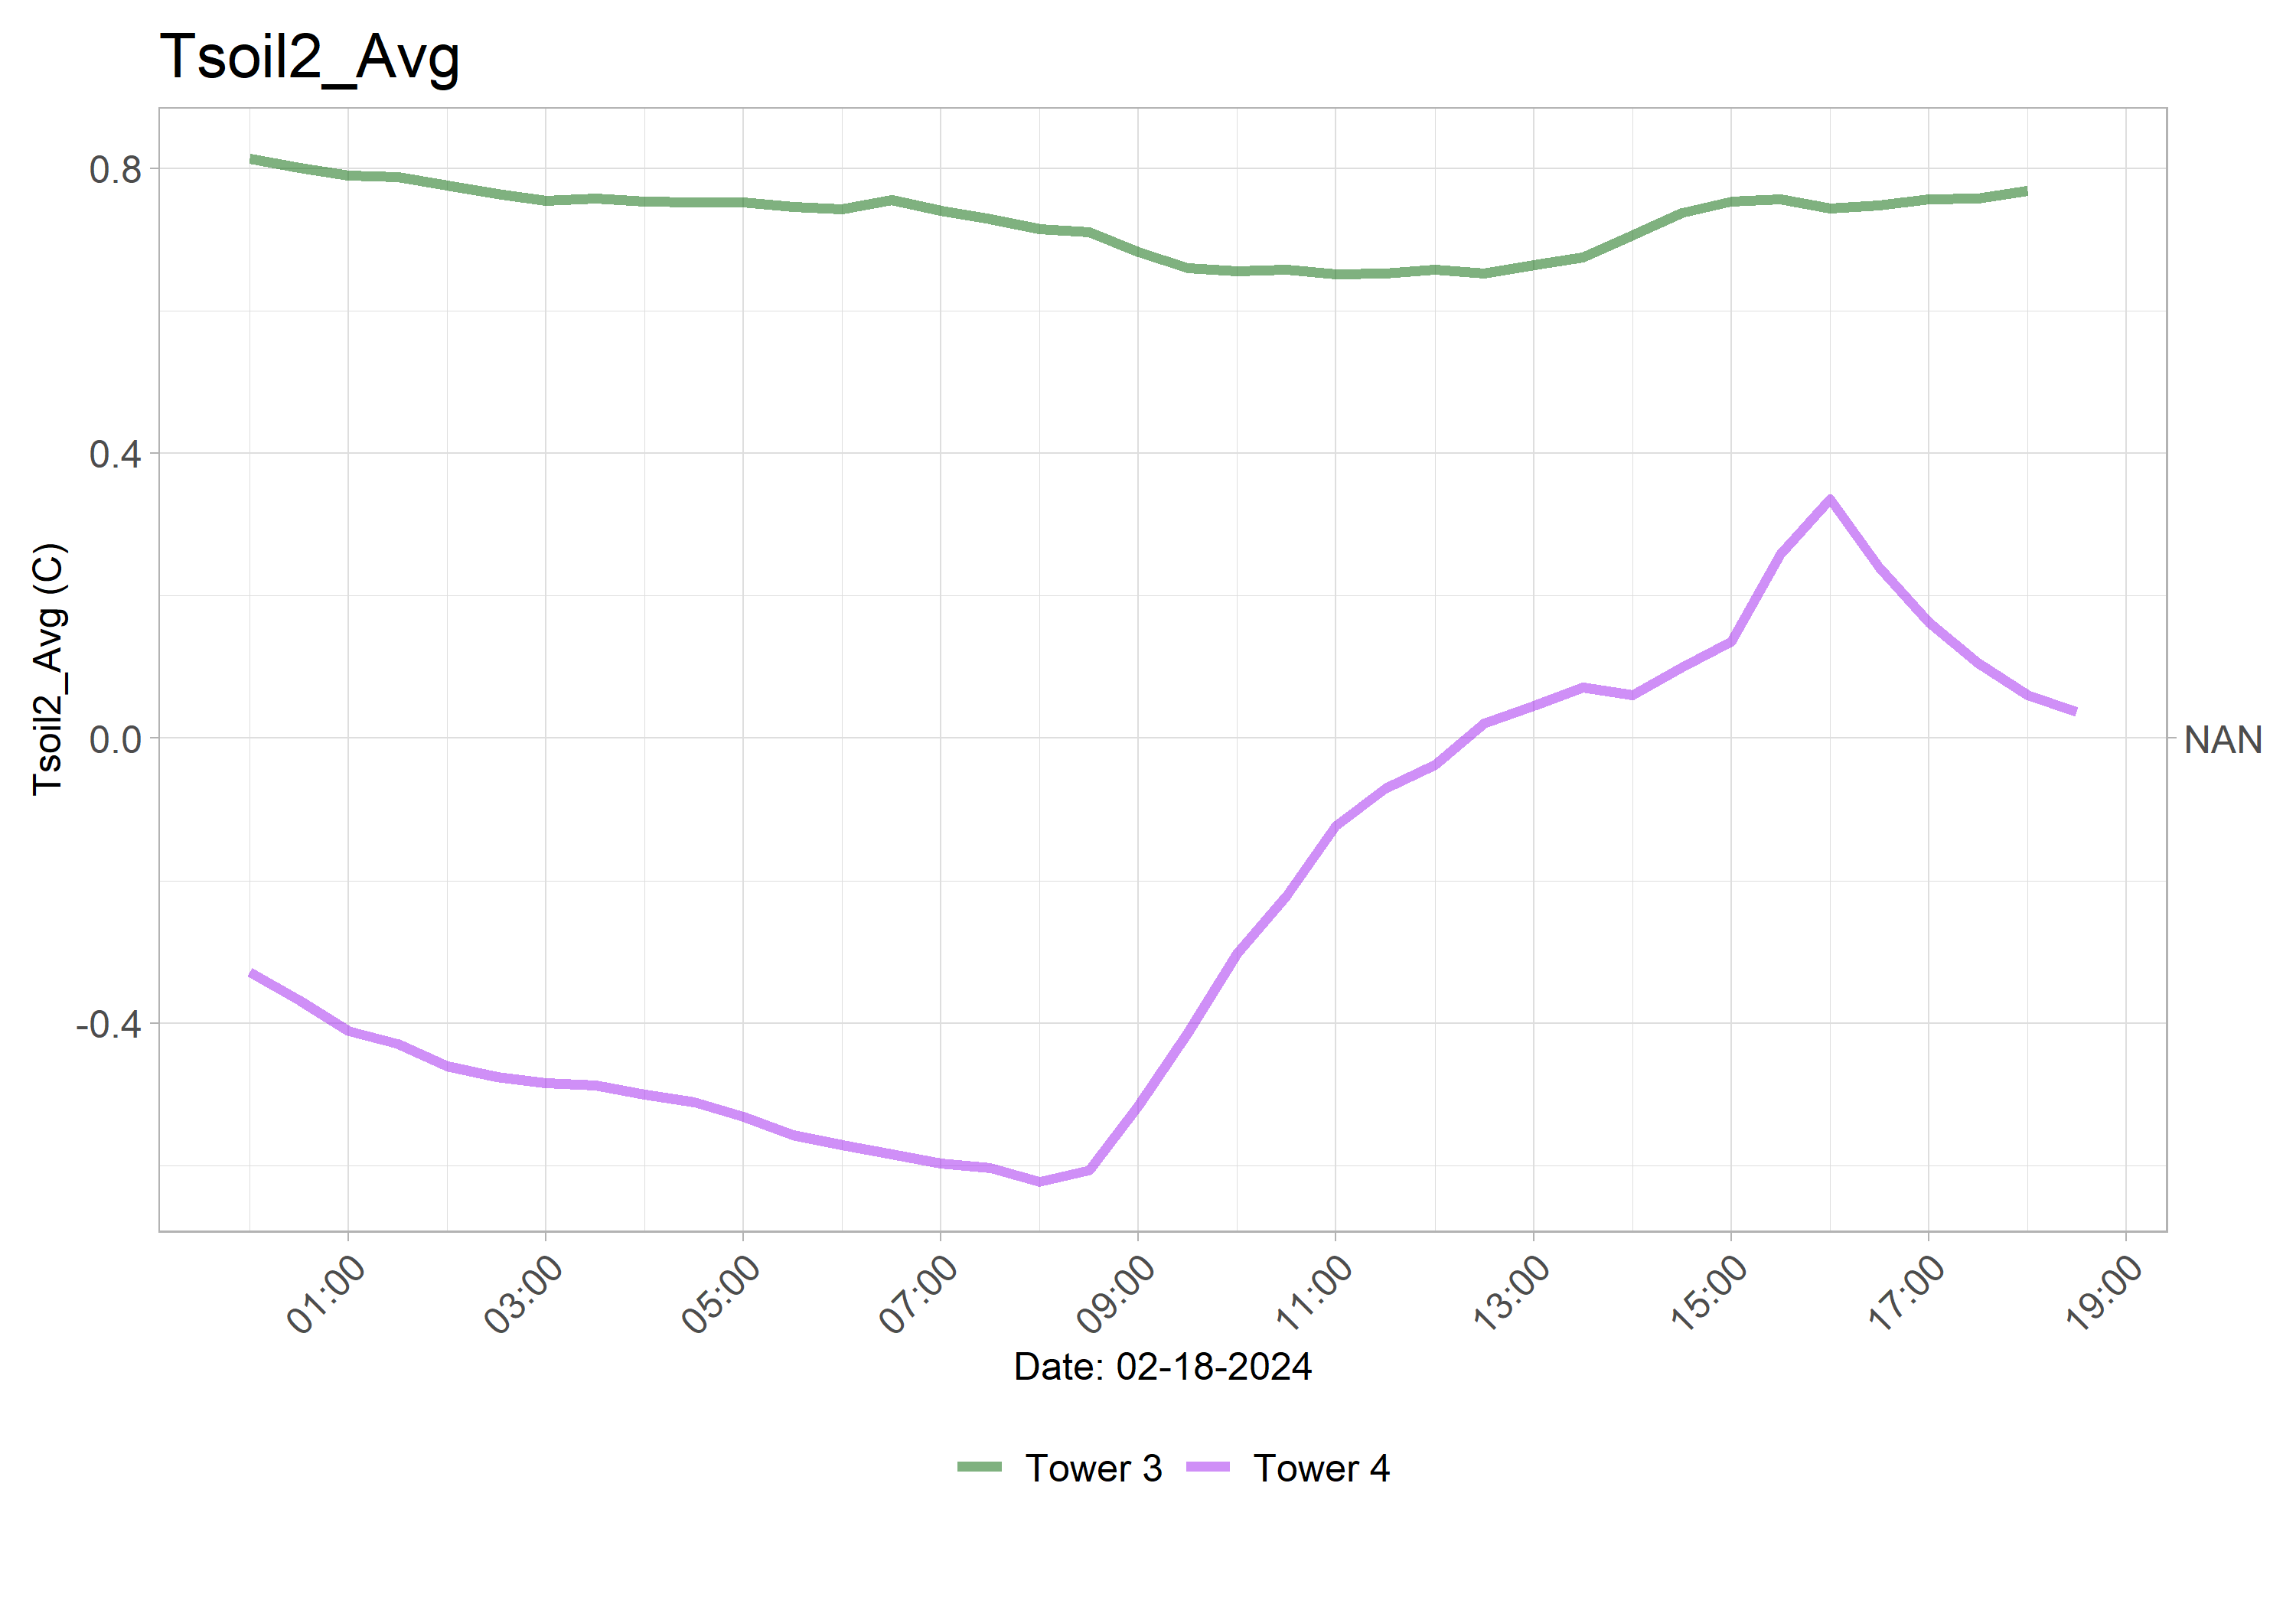 Tsoil2_Avg
Tsoil2_Avg (C)
0.8
0.4
0.0
-0.4
NAN
01:00 03:00 05:00 07:00 09:00 11:00 13:00 15:00 17:00 19:00
Date: 02-18-2024
Tower 3 Tower 4